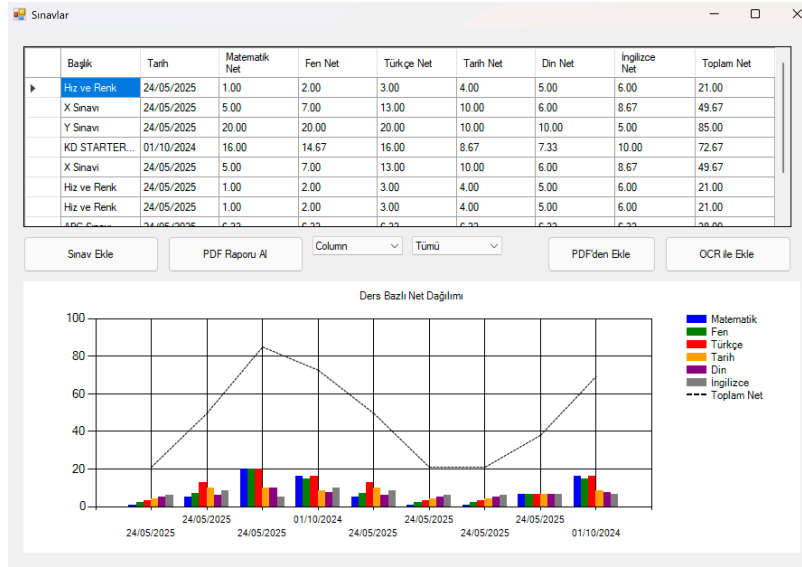 Sınavlar
Başlık Tarih Matematik Net Fen Net Türkçe Net Tarih Net Din Net İngilizce Net Toplam Net
Hız ve Renk 24/05/2025 1.00 2.00 3.00 4.00 5.00 6.00 21.00
X Sınavı 24/05/2025 5.00 7.00 13.00 10.00 6.00 8.67 49.67
Y Sınavı 24/05/2025 20.00 20.00 20.00 10.00 10.00 5.00 85.00
KD STARTER... 01/10/2024 16.00 14.67 16.00 8.67 7.33 10.00 72.67
X Sinavi 24/05/2025 5.00 7.00 13.00 10.00 6.00 8.67 49.67
Hiz ve Renk 24/05/2025 1.00 2.00 3.00 4.00 5.00 6.00 21.00
Hiz ve Renk 24/05/2025 1.00 2.00 3.00 4.00 5.00 6.00 21.00
Sınav Ekle PDF Raporu Al Column Tümü PDF'den Ekle OCR ile Ekle
Ders Bazlı Net Dağılımı
100
80
60
40
20
0
24/05/2025 01/10/2024 24/05/2025 24/05/2025
24/05/2025 24/05/2025 24/05/2025 24/05/2025 01/10/2024
Matematik
Fen
Türkçe
Tarih
Din
İngilizce
Toplam Net